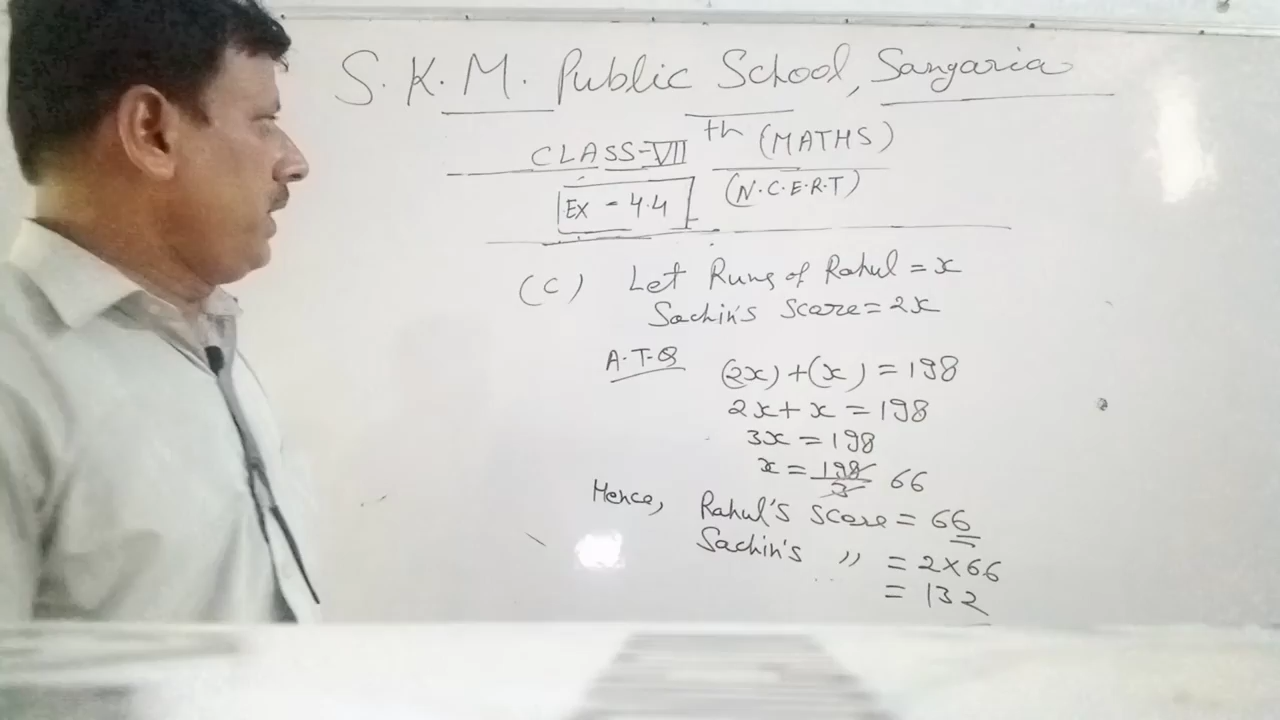 S. K. M. Public School, Sangaria
CLASS-VII th (MATHS)
Ex - 4.4 (N.C.E.R.T)
(C) Let Runs of Rahul = x
Sachin's Score = 2x
A.T.Q (2x) + (x) = 198
2x + x = 198
3x = 198
x = 198/3 66
Hence, Rahul's Score = 66
Sachin's ,, = 2×66
= 132